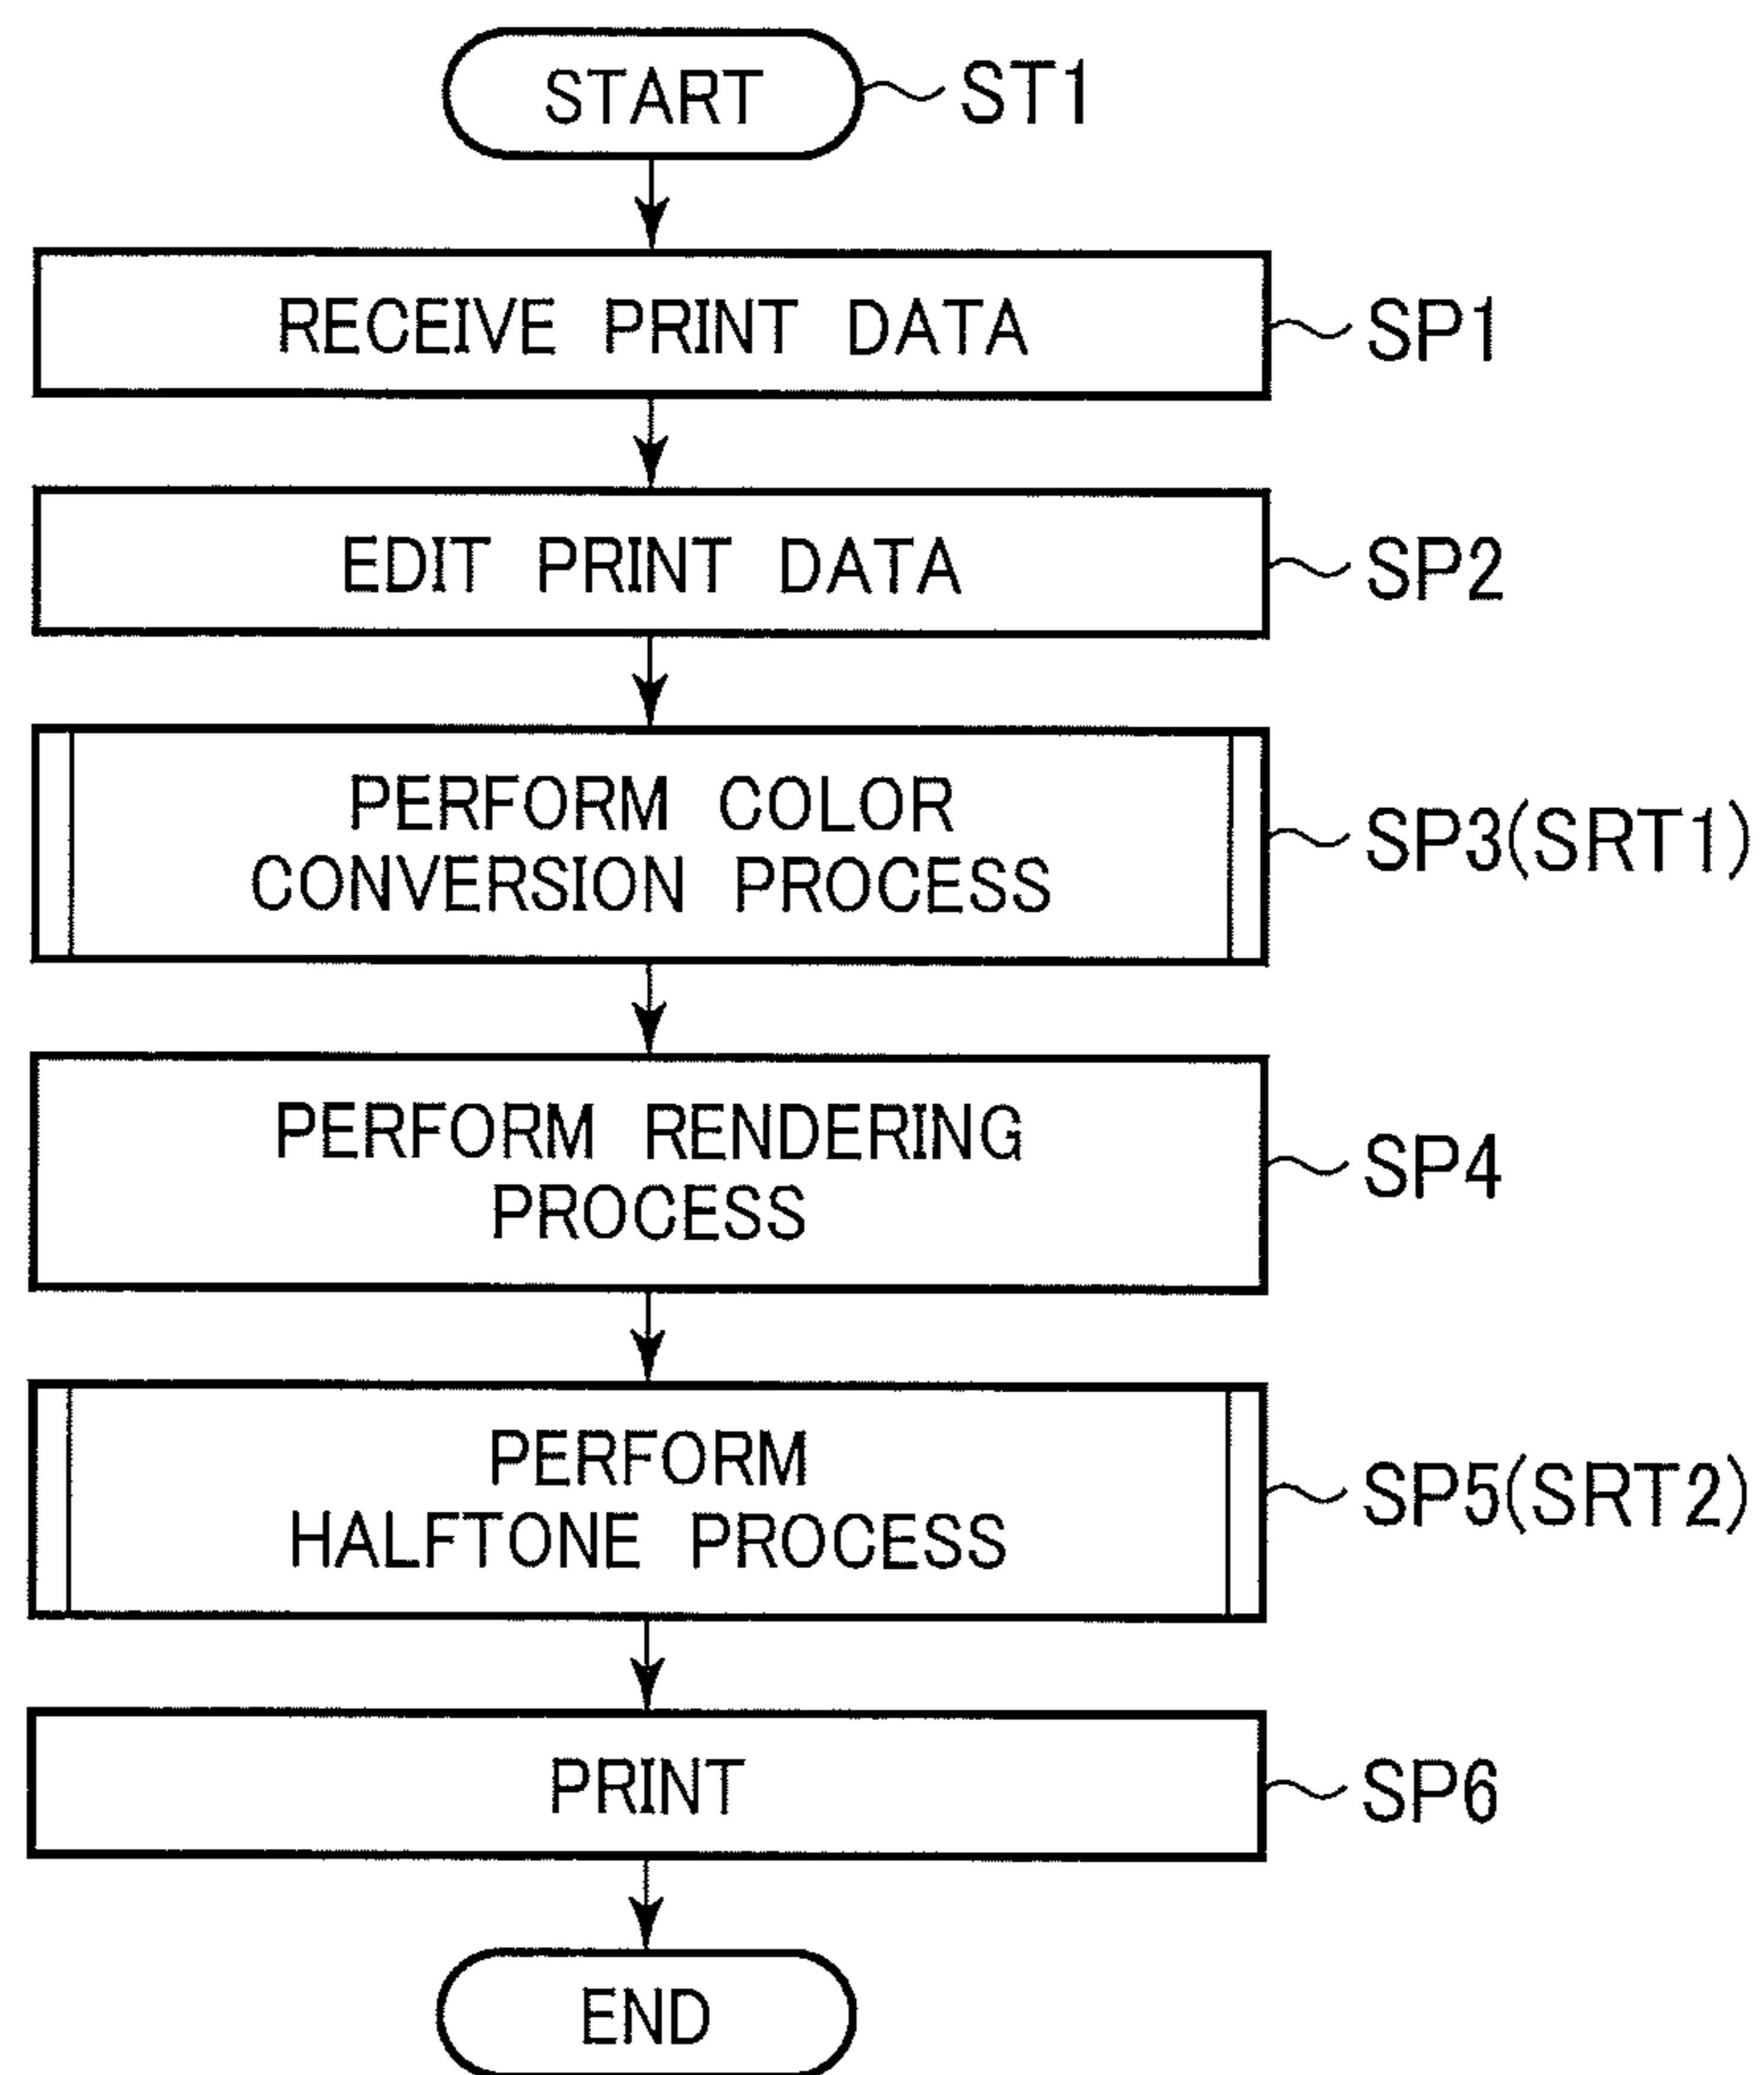 START
ST1
RECEIVE PRINT DATA
SP1
EDIT PRINT DATA
SP2
PERFORM COLOR
CONVERSION PROCESS
SP3(SRT1)
PERFORM RENDERING
PROCESS
SP4
PERFORM
HALFTONE PROCESS
SP5(SRT2)
PRINT
SP6
END